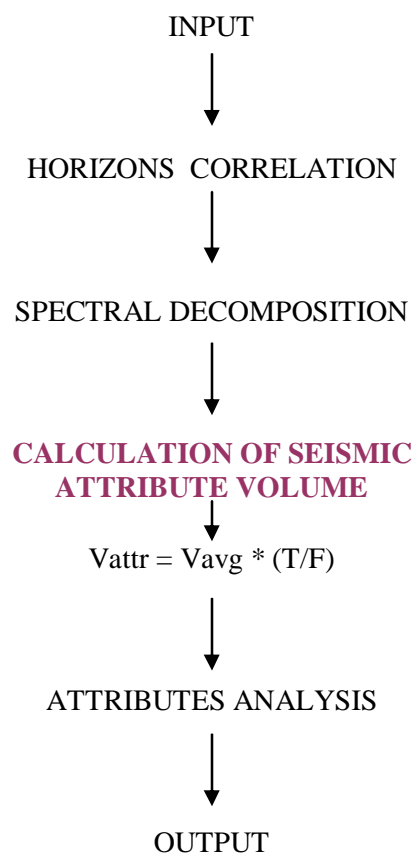 INPUT
HORIZONS CORRELATION
SPECTRAL DECOMPOSITION
CALCULATION OF SEISMIC
ATTRIBUTE VOLUME
Vattr = Vavg * (T/F)
ATTRIBUTES ANALYSIS
OUTPUT